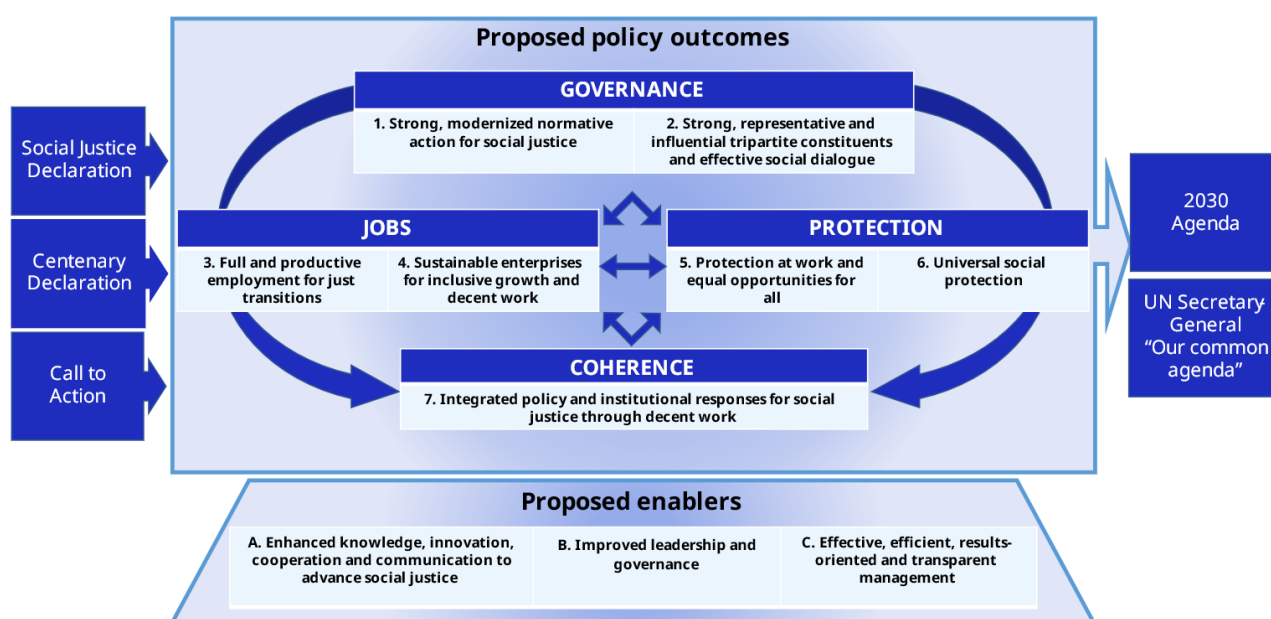 Proposed policy outcomes
GOVERNANCE
1. Strong, modernized normative
action for social justice
2. Strong, representative and
influential tripartite constituents
and effective social dialogue
Social Justice
Declaration
Centenary
Declaration
Call to
Action
JOBS
3. Full and productive
employment for just
transitions
4. Sustainable enterprises
for inclusive growth and
decent work
PROTECTION
5. Protection at work and
equal opportunities for
all
6. Universal social
protection
COHERENCE
7. Integrated policy and institutional responses for social
justice through decent work
2030
Agenda
UN Secretary-
General
“Our common
agenda”
Proposed enablers
A. Enhanced knowledge, innovation,
cooperation and communication to
advance social justice
B. Improved leadership and
governance
C. Effective, efficient, results-
oriented and transparent
management